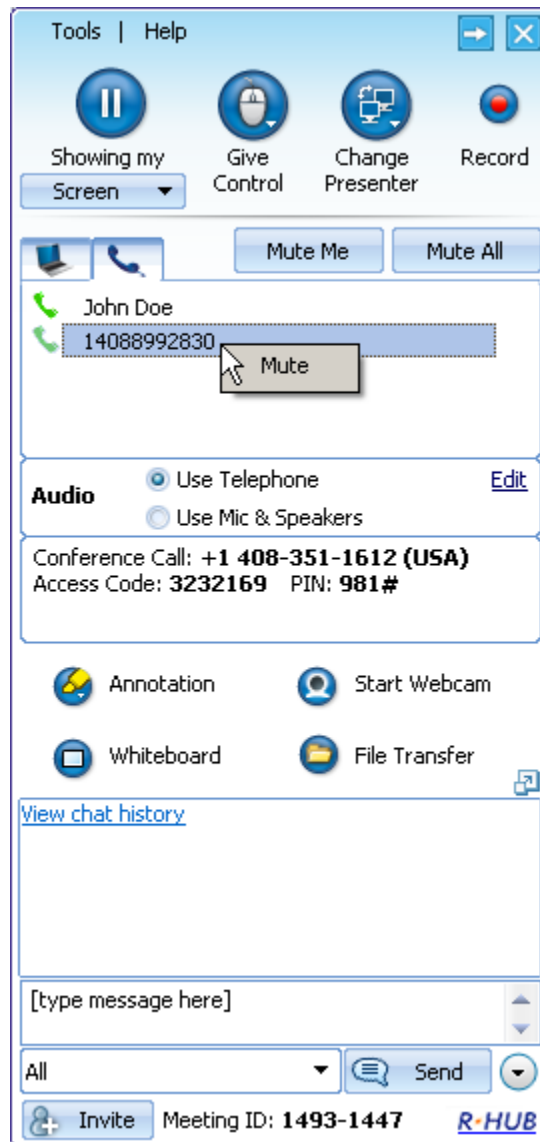 Tools | Help
Showing my Give Change Record
Screen Control Presenter
Mute Me Mute All
John Doe
14088992830
Mute
Audio Use Telephone Edit
Use Mic & Speakers
Conference Call: +1 408-351-1612 (USA)
Access Code: 3232169 PIN: 981#
Annotation Start Webcam
Whiteboard File Transfer
View chat history
[type message here]
All Send
Invite Meeting ID: 1493-1447 R·HUB